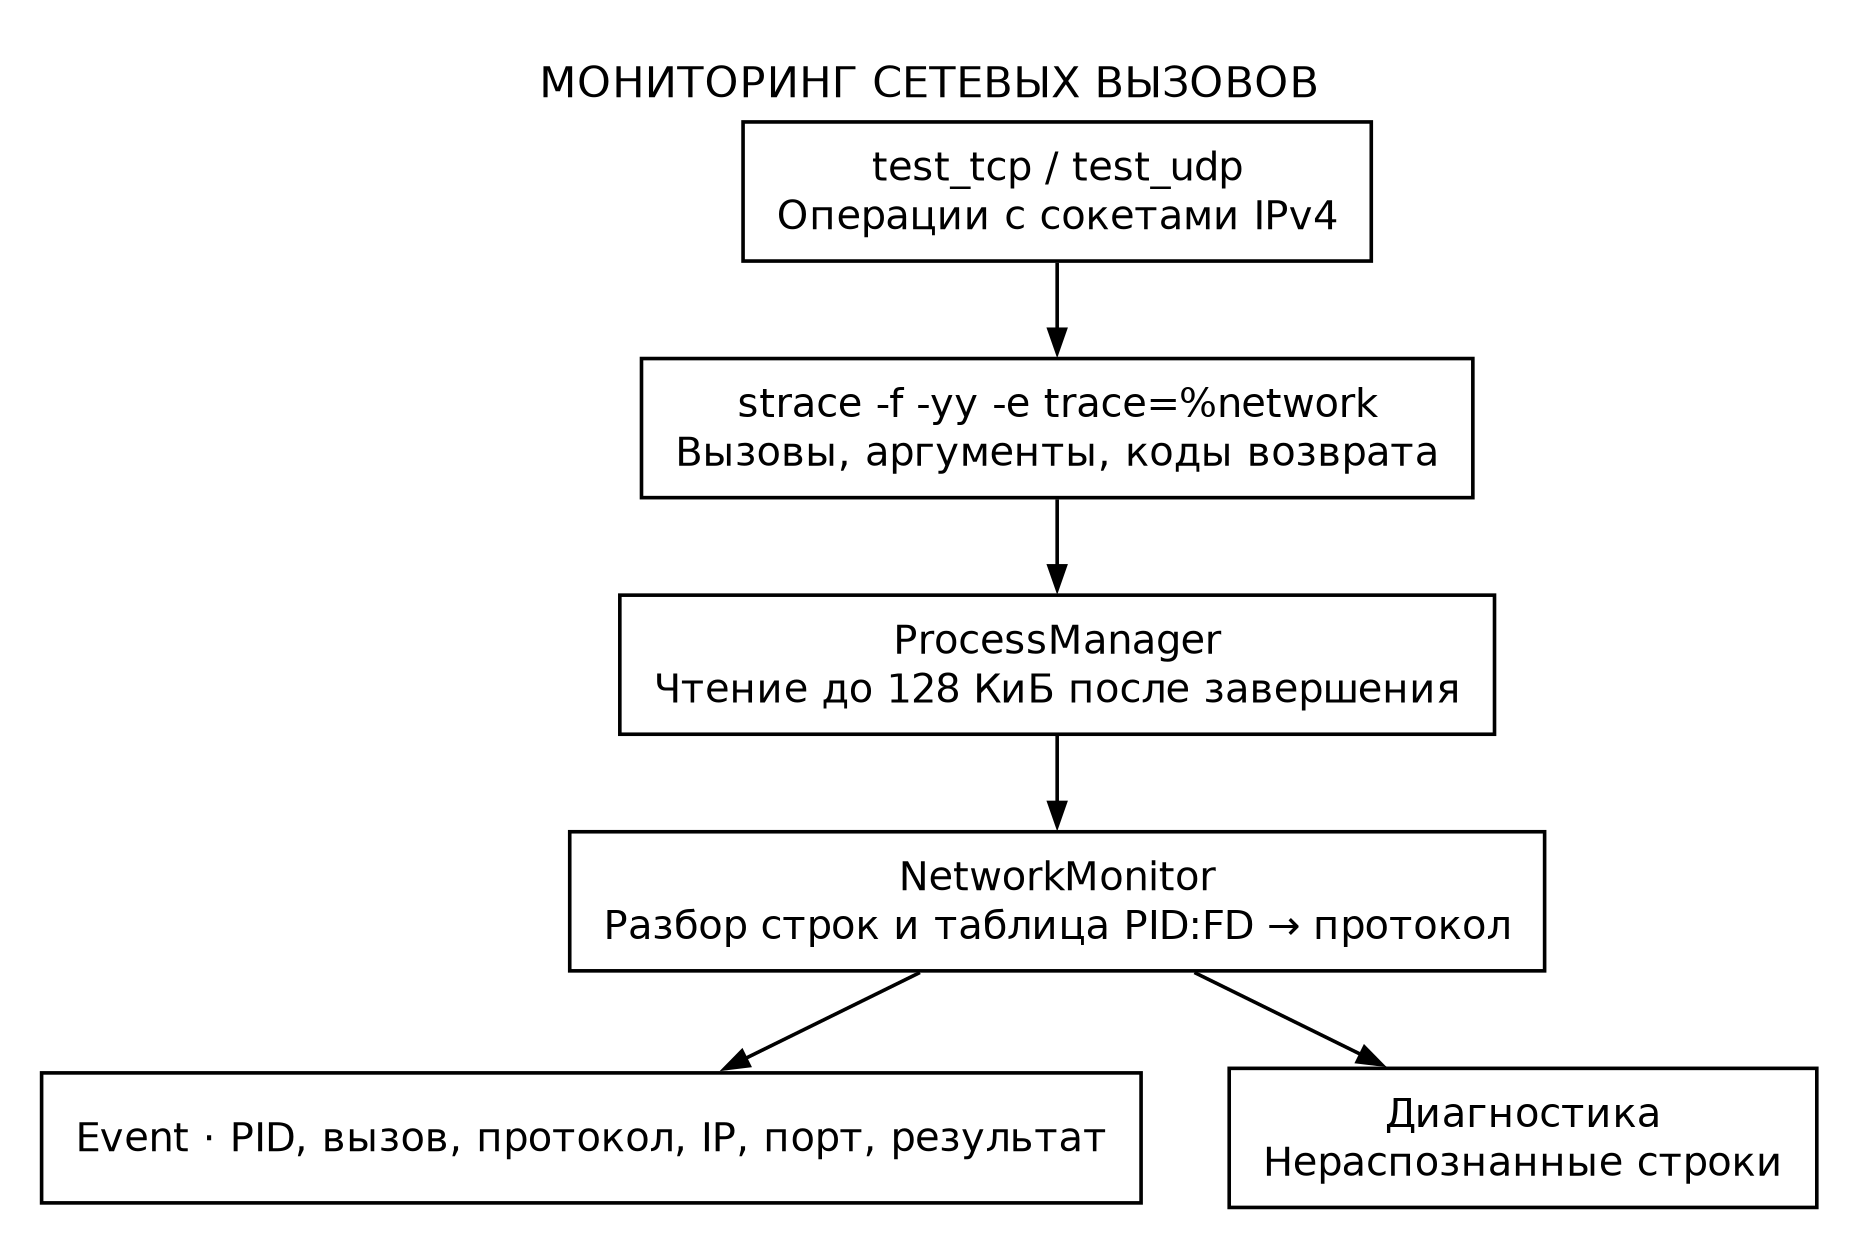 МОНИТОРИНГ СЕТЕВЫХ ВЫЗОВОВ
test_tcp / test_udp
Операции с сокетами IPv4
strace -f -yy -e trace=%network
Вызовы, аргументы, коды возврата
ProcessManager
Чтение до 128 КиБ после завершения
NetworkMonitor
Разбор строк и таблица PID:FD → протокол
Event · PID, вызов, протокол, IP, порт, результат
Диагностика
Нераспознанные строки